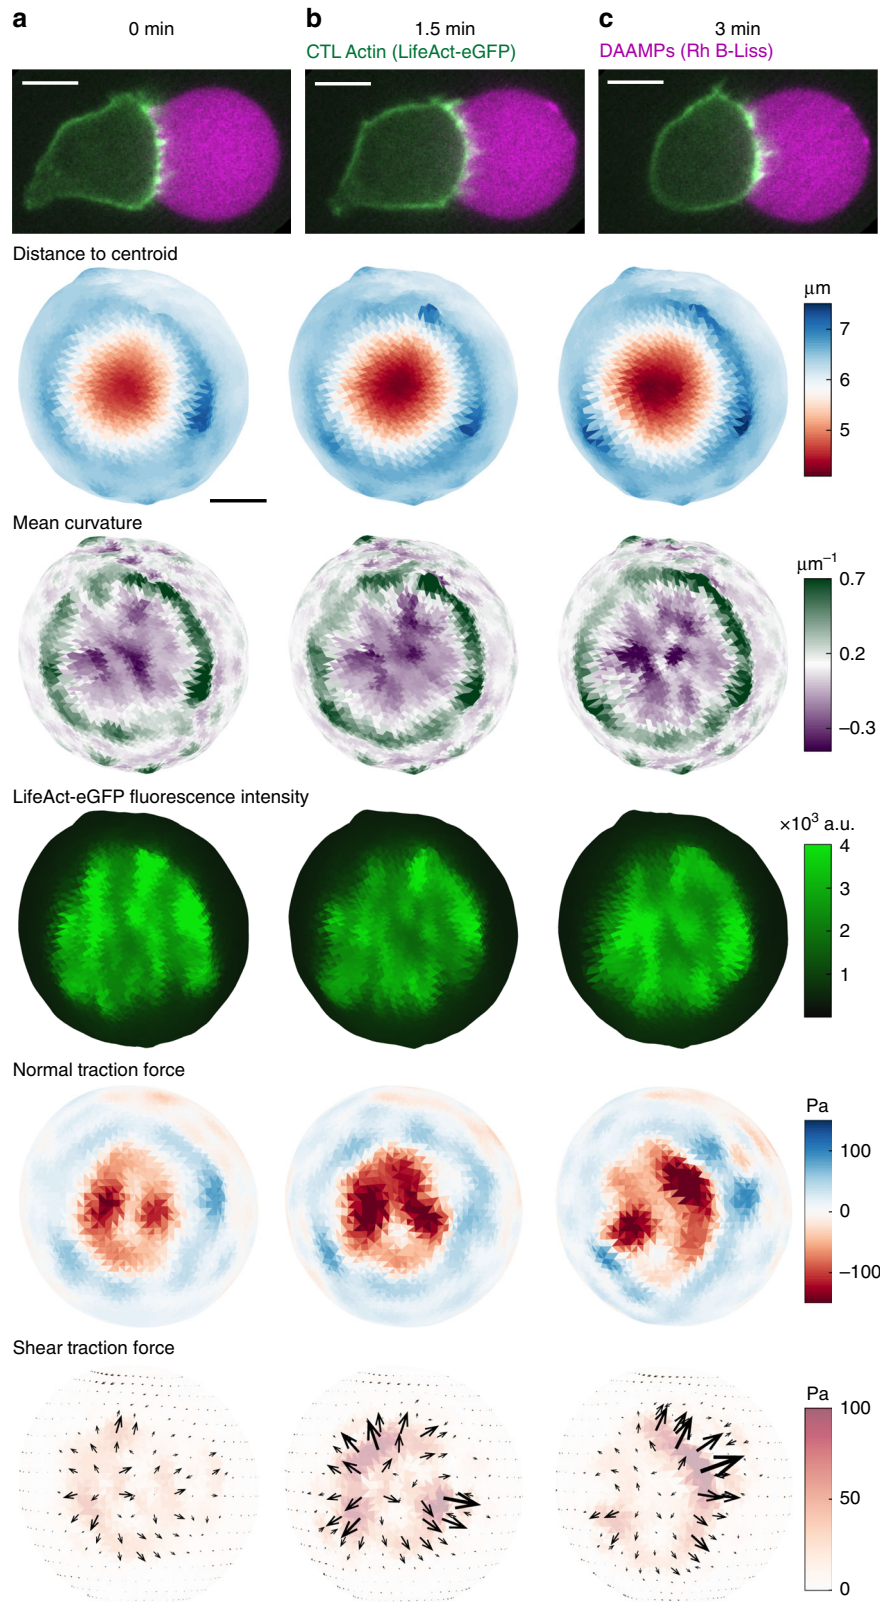 a 0 min
b 1.5 min
c 3 min
CTL Actin (LifeAct-eGFP)
DAAMPs (Rh B-Liss)
Distance to centroid
μm
7
6
5
Mean curvature
μm⁻¹
0.7
0.2
–0.3
LifeAct-eGFP fluorescence intensity
×10³ a.u.
4
3
2
1
Normal traction force
Pa
100
0
–100
Shear traction force
Pa
100
50
0